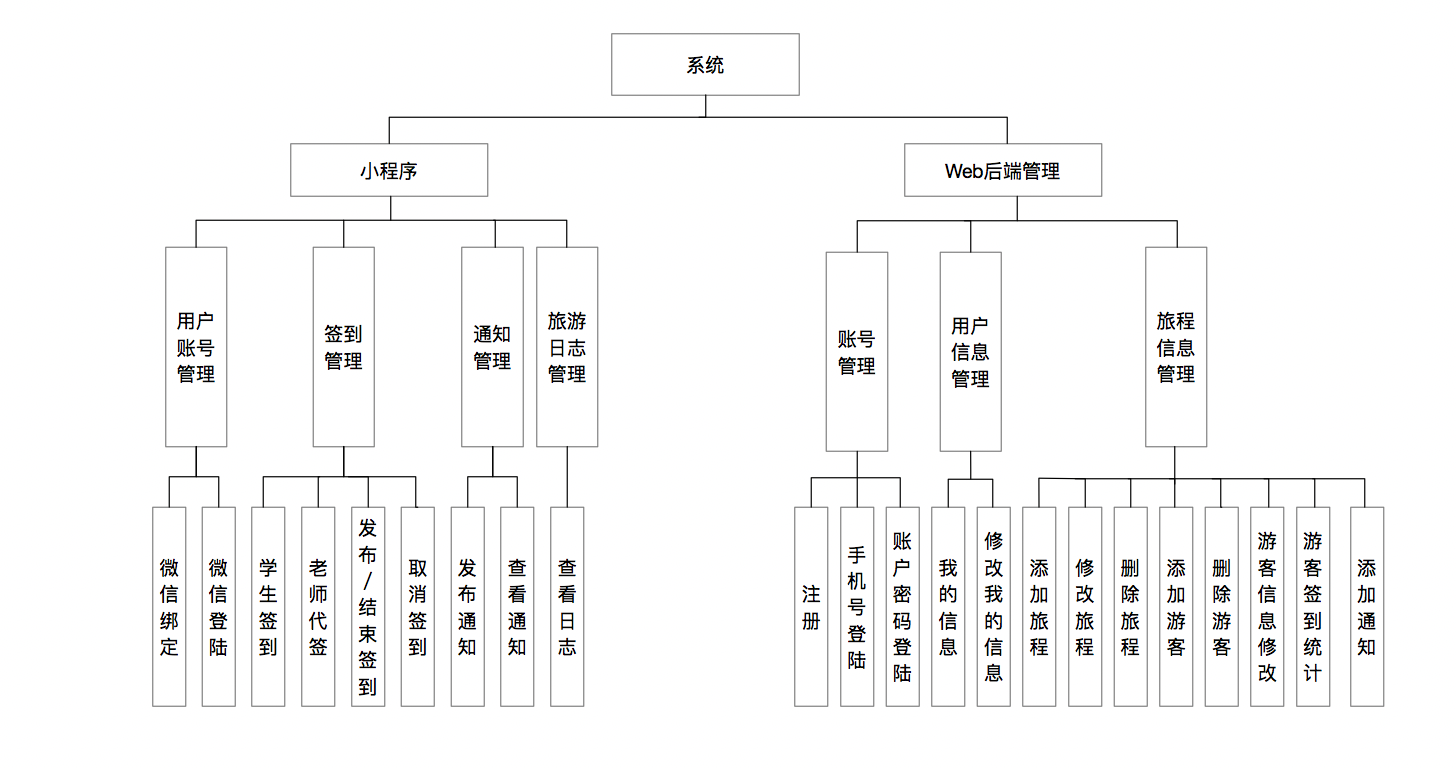 系统
小程序
Web后端管理
用户
账号
管理
签到
管理
通知
管理
旅游
日志
管理
账号
管理
用户
信息
管理
旅程
信息
管理
微信绑定
微信登陆
学生签到
老师代签
发布/结束签到
取消签到
发布通知
查看通知
查看日志
注册
手机号登陆
账户密码登陆
我的信息
修改我的信息
添加旅程
修改旅程
删除旅程
添加游客
删除游客
游客信息修改
游客签到统计
添加通知